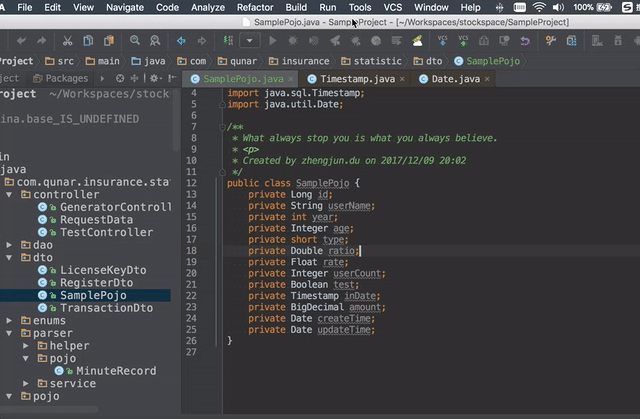 View Navigate Code Analyze Refactor Build Run Tools VCS Window Help 100%
SamplePojo.java - SampleProject - [~/Workspaces/stockspace/SampleProject]
src main java com qunar insurance statistic dto SamplePojo
Project Packages SamplePojo.java × Timestamp.java × Date.java ×
Project ~/Workspaces/stock
ina.base_IS_UNDEFINED
in
java
com.qunar.insurance.sta
controller
GeneratorControll
RequestData
TestController
dao
dto
LicenseKeyDto
RegisterDto
SamplePojo
TransactionDto
enums
parser
helper
pojo
MinuteRecord
service
pojo
4 import java.sql.Timestamp;
5 import java.util.Date;
6
7 /**
8 * What always stop you is what you always believe.
9 * <p>
10 * Created by zhengjun.du on 2017/12/09 20:02
11 */
12 public class SamplePojo {
13 private Long id;
14 private String userName;
15 private int year;
16 private Integer age;
17 private short type;
18 private Double ratio;
19 private Float rate;
20 private Integer userCount;
21 private Boolean test;
22 private Timestamp inDate;
23 private BigDecimal amount;
24 private Date createTime;
25 private Date updateTime;
26 }
27